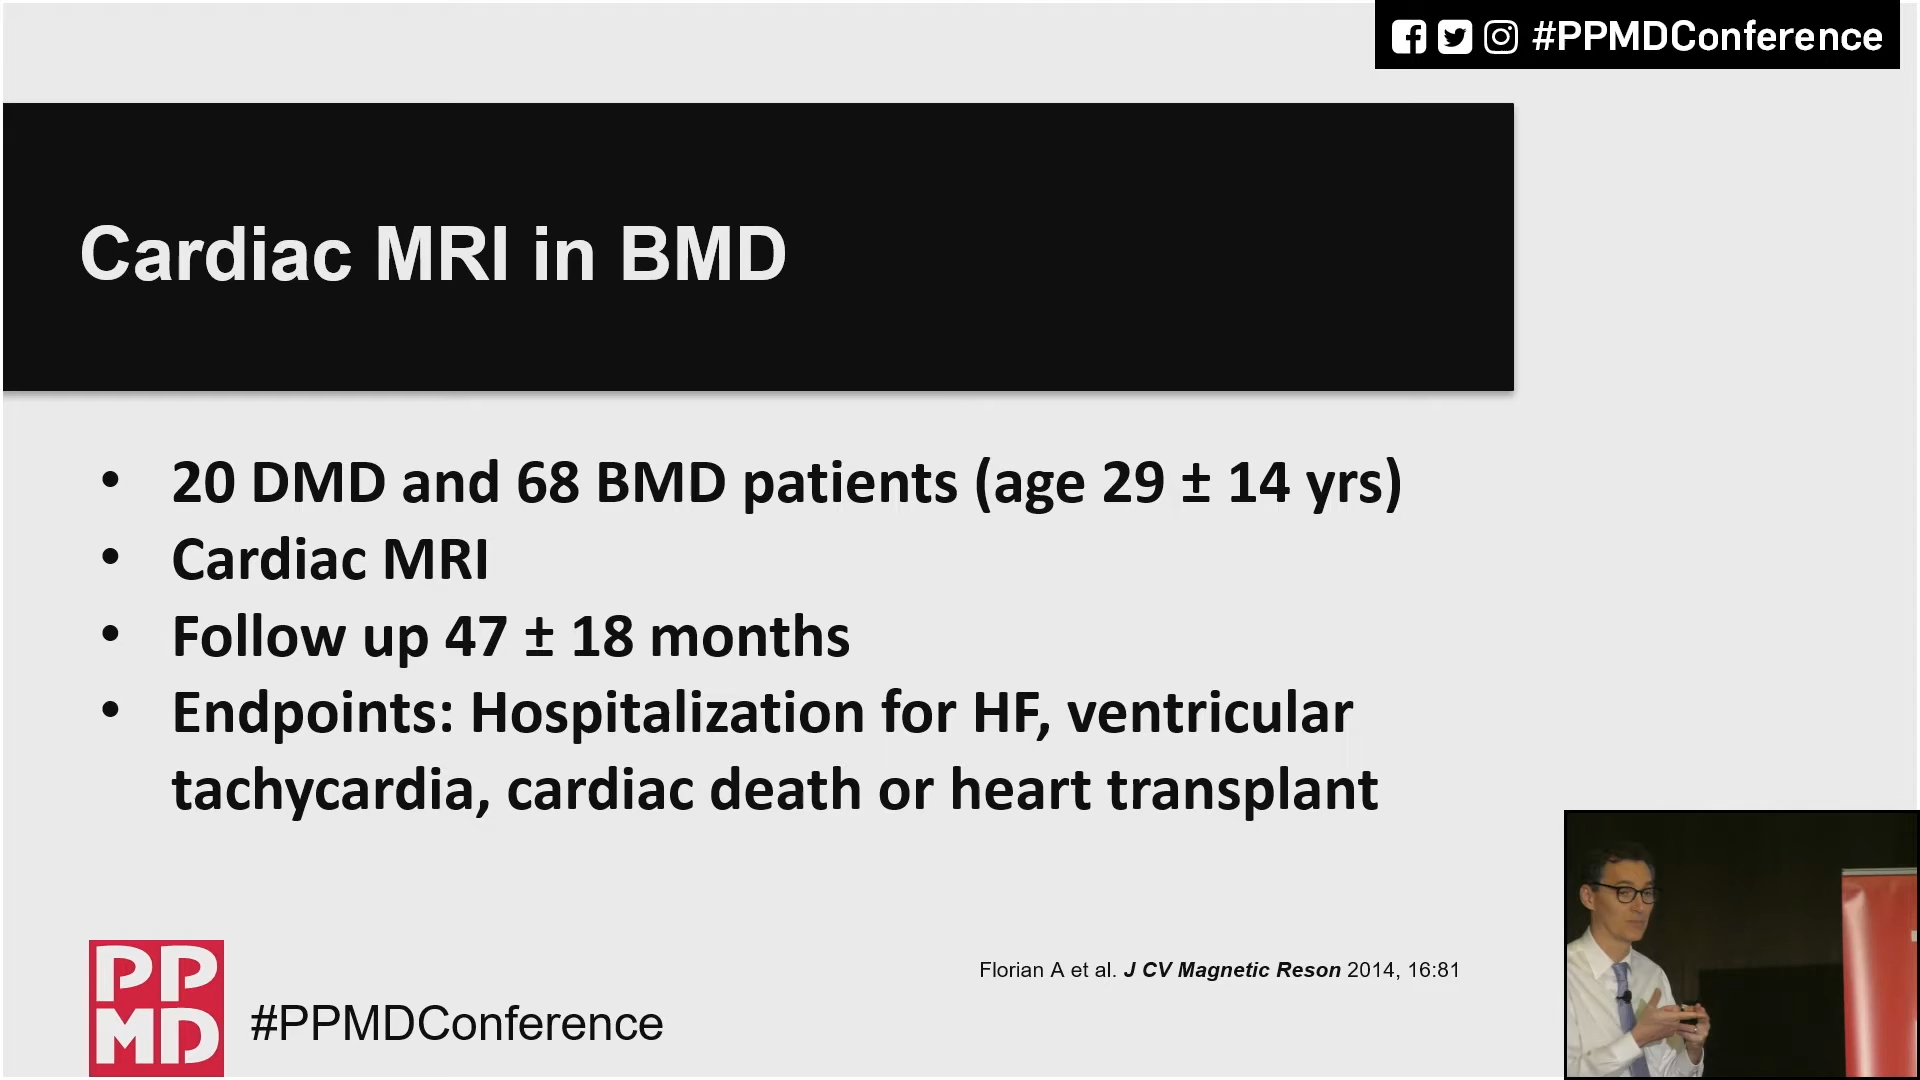 #PPMDConference
Cardiac MRI in BMD
• 20 DMD and 68 BMD patients (age 29 ± 14 yrs)
• Cardiac MRI
• Follow up 47 ± 18 months
• Endpoints: Hospitalization for HF, ventricular
tachycardia, cardiac death or heart transplant
Florian A et al. J CV Magnetic Reson 2014, 16:81
PP
MD
#PPMDConference